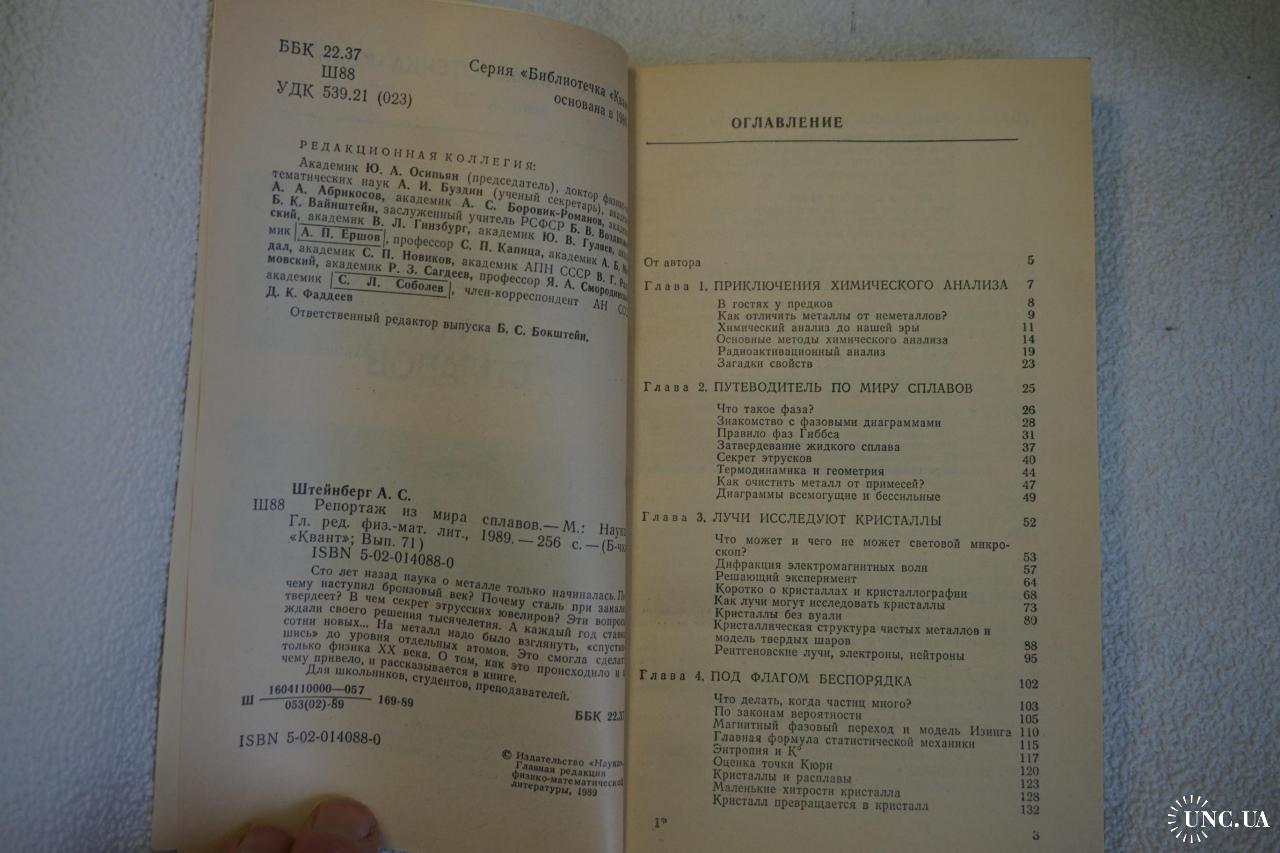 ББК 22.37
Ш88
УДК 539.21 (023)
Серия «Библиотечка «Квант»
основана в
РЕДАКЦИОННАЯ КОЛЛЕГИЯ:
Академик Ю. А. Осипьян (председатель), доктор
тематических наук А. И. Буздин (ученый секретарь),
А. А. Абрикосов, академик А. С. Боровик-Романов,
Б. К. Вайнштейн, заслуженный учитель РСФСР Б. В.
ский, академик В. Л. Гинзбург, академик Ю. В. Гуляев,
мик А. П. Ершов, профессор С. П. Капица, академик А. Б.
дал, академик С. П. Новиков, академик АПН СССР В. Г.
мовский, академик Р. З. Сагдеев, профессор Я. А.
академик С. Л. Соболев, член-корреспондент АН
Д. К. Фаддеев
Ответственный редактор выпуска Б. С. Бокштейн,
Штейнберг А. С.
Ш88 Репортаж из мира сплавов.— М.: Наука
Гл. ред. физ.-мат. лит., 1989.— 256 с.— (Б-чк
«Квант»; Вып. 71)
ISBN 5-02-014088-0
Сто лет назад наука о металле только начиналась.
чему наступил бронзовый век? Почему сталь при закал
твердеет? В чем секрет этрусских ювелиров? Эти вопрос
ждали своего решения тысячелетия. А каждый год став
сотни новых... На металл надо было взглянуть, «спустив
шись» до уровня отдельных атомов. Это смогла сделат
только физика XX века. О том, как это происходило и
чему привело, и рассказывается в книге.
Для школьников, студентов, преподавателей.
Ш 1604110000—057 169-89
053(02)-89
ББК 22.37
ISBN 5-02-014088-0
© Издательство «Наука»
Главная редакция
физико-математической
литературы, 1989
ОГЛАВЛЕНИЕ
От автора 5
Глава 1. ПРИКЛЮЧЕНИЯ ХИМИЧЕСКОГО АНАЛИЗА 7
В гостях у предков 8
Как отличить металлы от неметаллов? 9
Химический анализ до нашей эры 11
Основные методы химического анализа 14
Радиоактивационный анализ 19
Загадки свойств 23
Глава 2. ПУТЕВОДИТЕЛЬ ПО МИРУ СПЛАВОВ 25
Что такое фаза? 26
Знакомство с фазовыми диаграммами 28
Правило фаз Гиббса 31
Затвердевание жидкого сплава 37
Секрет этрусков 40
Термодинамика и геометрия 44
Как очистить металл от примесей? 47
Диаграммы всемогущие и бессильные 49
Глава 3. ЛУЧИ ИССЛЕДУЮТ КРИСТАЛЛЫ 52
Что может и чего не может световой микро-
скоп? 53
Дифракция электромагнитных волн 57
Решающий эксперимент 64
Коротко о кристаллах и кристаллографии 68
Как лучи могут исследовать кристаллы 73
Кристаллы без вуали 80
Кристаллическая структура чистых металлов и
модель твердых шаров 88
Рентгеновские лучи, электроны, нейтроны 95
Глава 4. ПОД ФЛАГОМ БЕСПОРЯДКА 102
Что делать, когда частиц много? 103
По законам вероятности 105
Магнитный фазовый переход и модель Изинга 110
Главная формула статистической механики 115
Энтропия и К° 117
Оценка точки Кюри 120
Кристаллы и расплавы 123
Маленькие хитрости кристалла 128
Кристалл превращается в кристалл 132
1*
3
UNC.UA